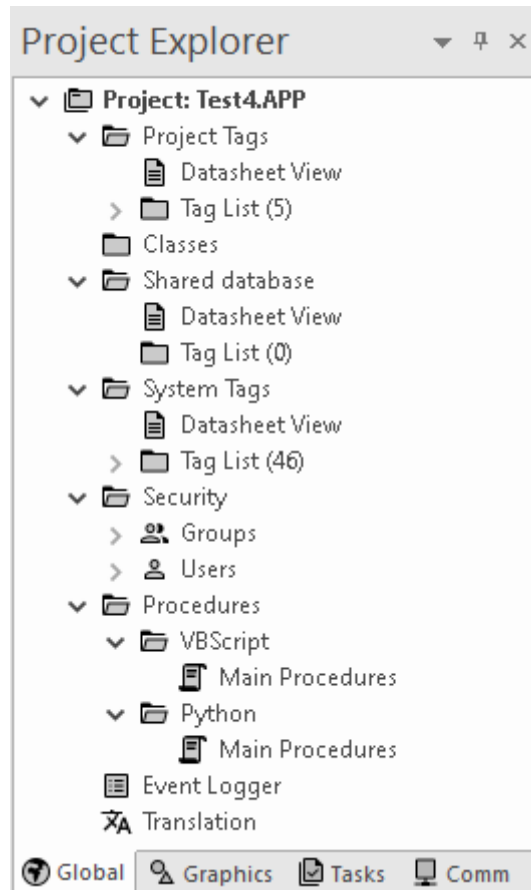 Project Explorer
Project: Test4.APP
Project Tags
Datasheet View
Tag List (5)
Classes
Shared database
Datasheet View
Tag List (0)
System Tags
Datasheet View
Tag List (46)
Security
Groups
Users
Procedures
VBScript
Main Procedures
Python
Main Procedures
Event Logger
Translation
Global Graphics Tasks Comm